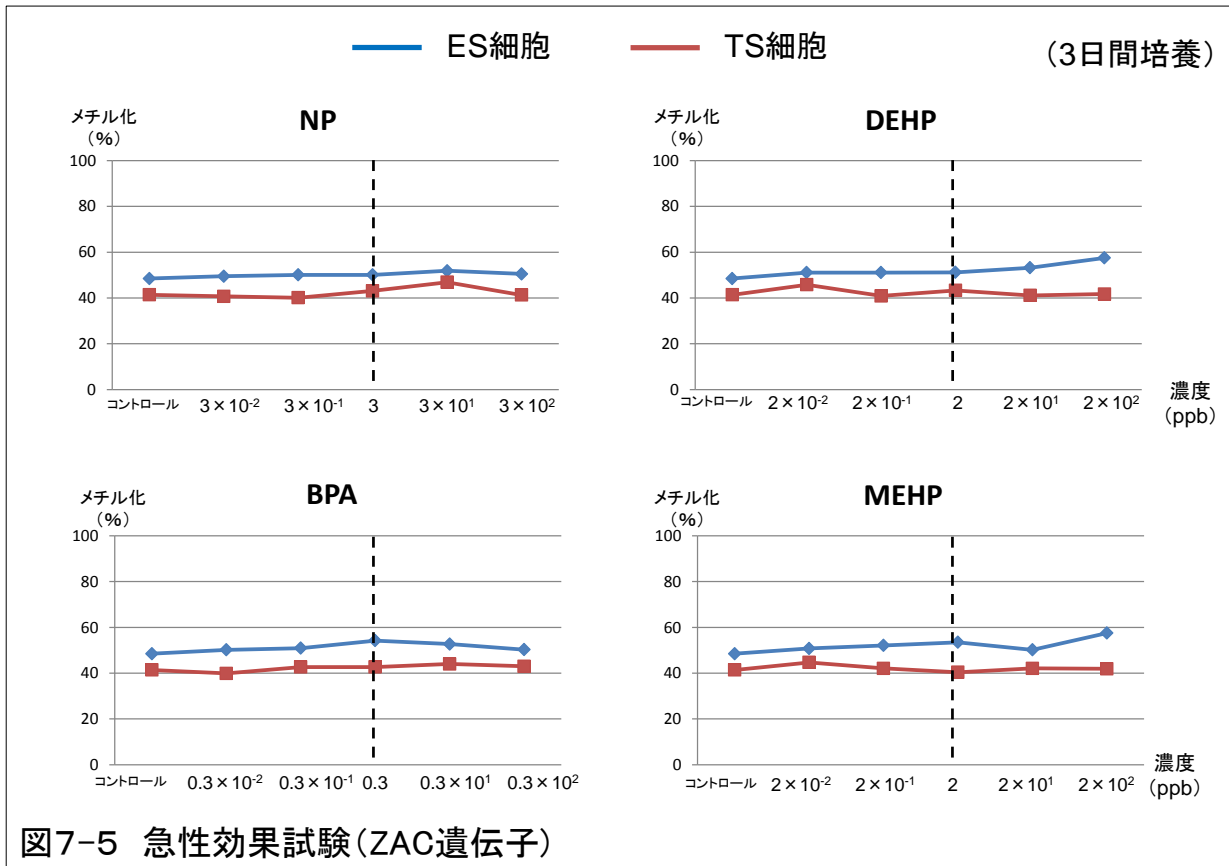 ES細胞 TS細胞 (3日間培養)
メチル化
(%)
NP
100
80
60
40
20
0
コントロール 3×10⁻² 3×10⁻¹ 3 3×10¹ 3×10²
メチル化
(%)
DEHP
100
80
60
40
20
0
コントロール 2×10⁻² 2×10⁻¹ 2 2×10¹ 2×10²
濃度
(ppb)
メチル化
(%)
BPA
100
80
60
40
20
0
コントロール 0.3×10⁻² 0.3×10⁻¹ 0.3 0.3×10¹ 0.3×10²
メチル化
(%)
MEHP
100
80
60
40
20
0
コントロール 2×10⁻² 2×10⁻¹ 2 2×10¹ 2×10²
濃度
(ppb)
図7-5 急性効果試験(ZAC遺伝子)